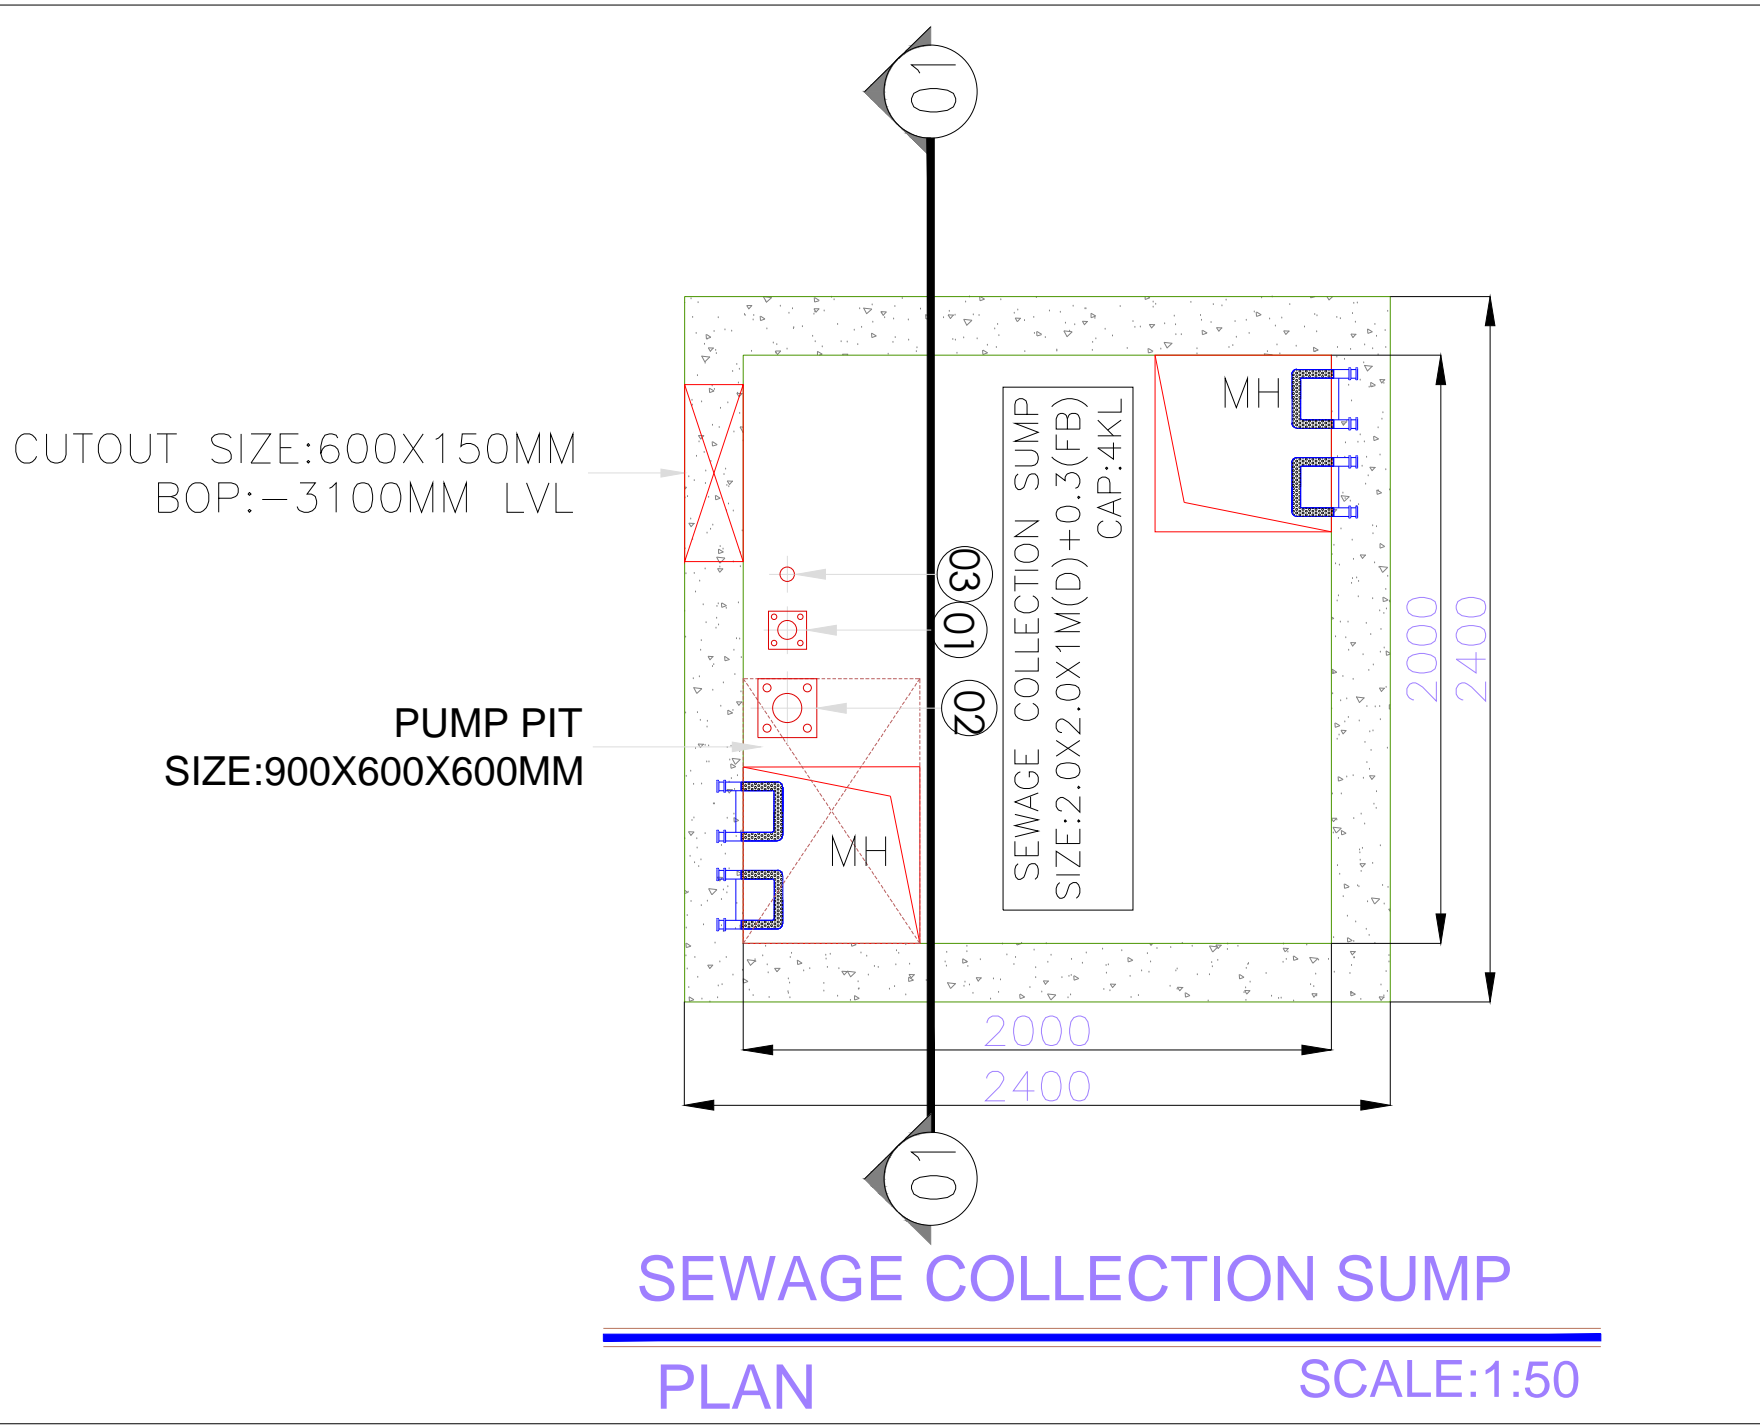 01
CUTOUT SIZE:600X150MM
BOP:-3100MM LVL
MH
SEWAGE COLLECTION SUMP
SIZE:2.0X2.0X1M(D)+0.3(FB)
CAP:4KL
03
01
02
PUMP PIT
SIZE:900X600X600MM
MH
2000
2400
2000
2400
01
SEWAGE COLLECTION SUMP
PLAN
SCALE:1:50